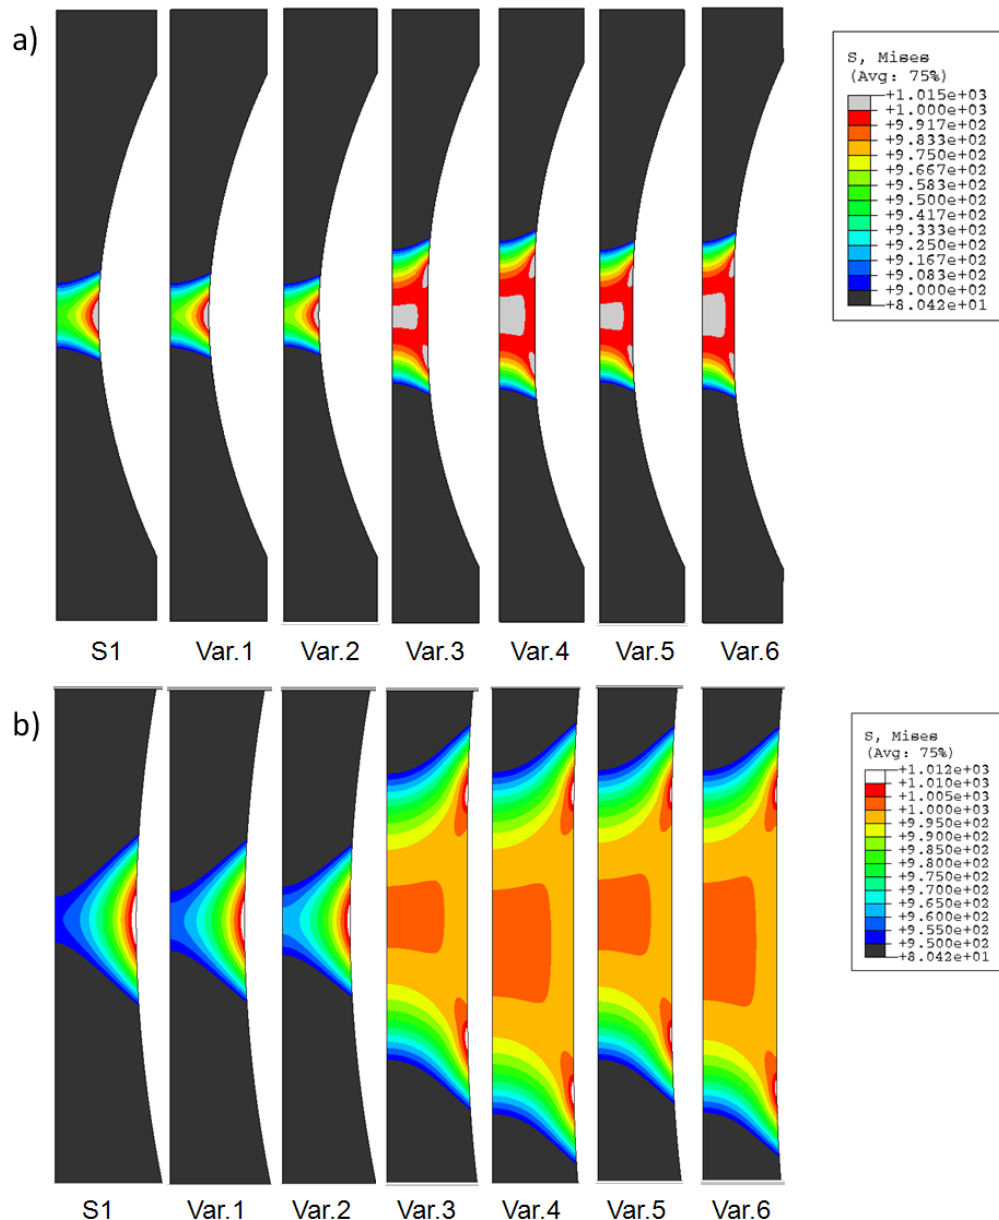 a)
S, Mises
(Avg: 75%)
+1.015e+03
+1.000e+03
+9.917e+02
+9.833e+02
+9.750e+02
+9.667e+02
+9.583e+02
+9.500e+02
+9.417e+02
+9.333e+02
+9.250e+02
+9.167e+02
+9.083e+02
+9.000e+02
+8.042e+01
S1 Var.1 Var.2 Var.3 Var.4 Var.5 Var.6
b)
S, Mises
(Avg: 75%)
+1.012e+03
+1.010e+03
+1.005e+03
+1.000e+03
+9.950e+02
+9.900e+02
+9.850e+02
+9.800e+02
+9.750e+02
+9.700e+02
+9.650e+02
+9.600e+02
+9.550e+02
+9.500e+02
+8.042e+01
S1 Var.1 Var.2 Var.3 Var.4 Var.5 Var.6